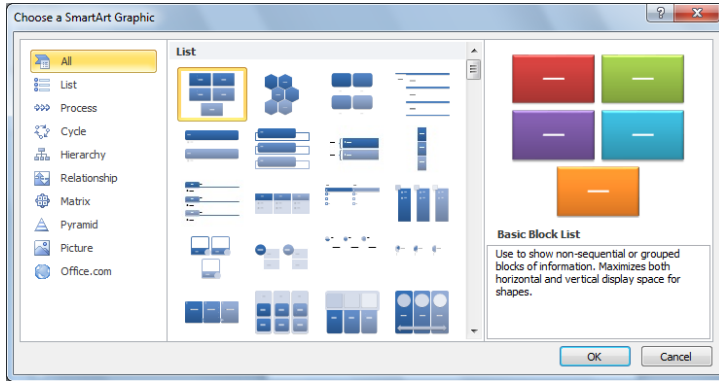 Choose a SmartArt Graphic
All
List
Process
Cycle
Hierarchy
Relationship
Matrix
Pyramid
Picture
Office.com
List
Basic Block List
Use to show non-sequential or grouped
blocks of information. Maximizes both
horizontal and vertical display space for
shapes.
OK
Cancel